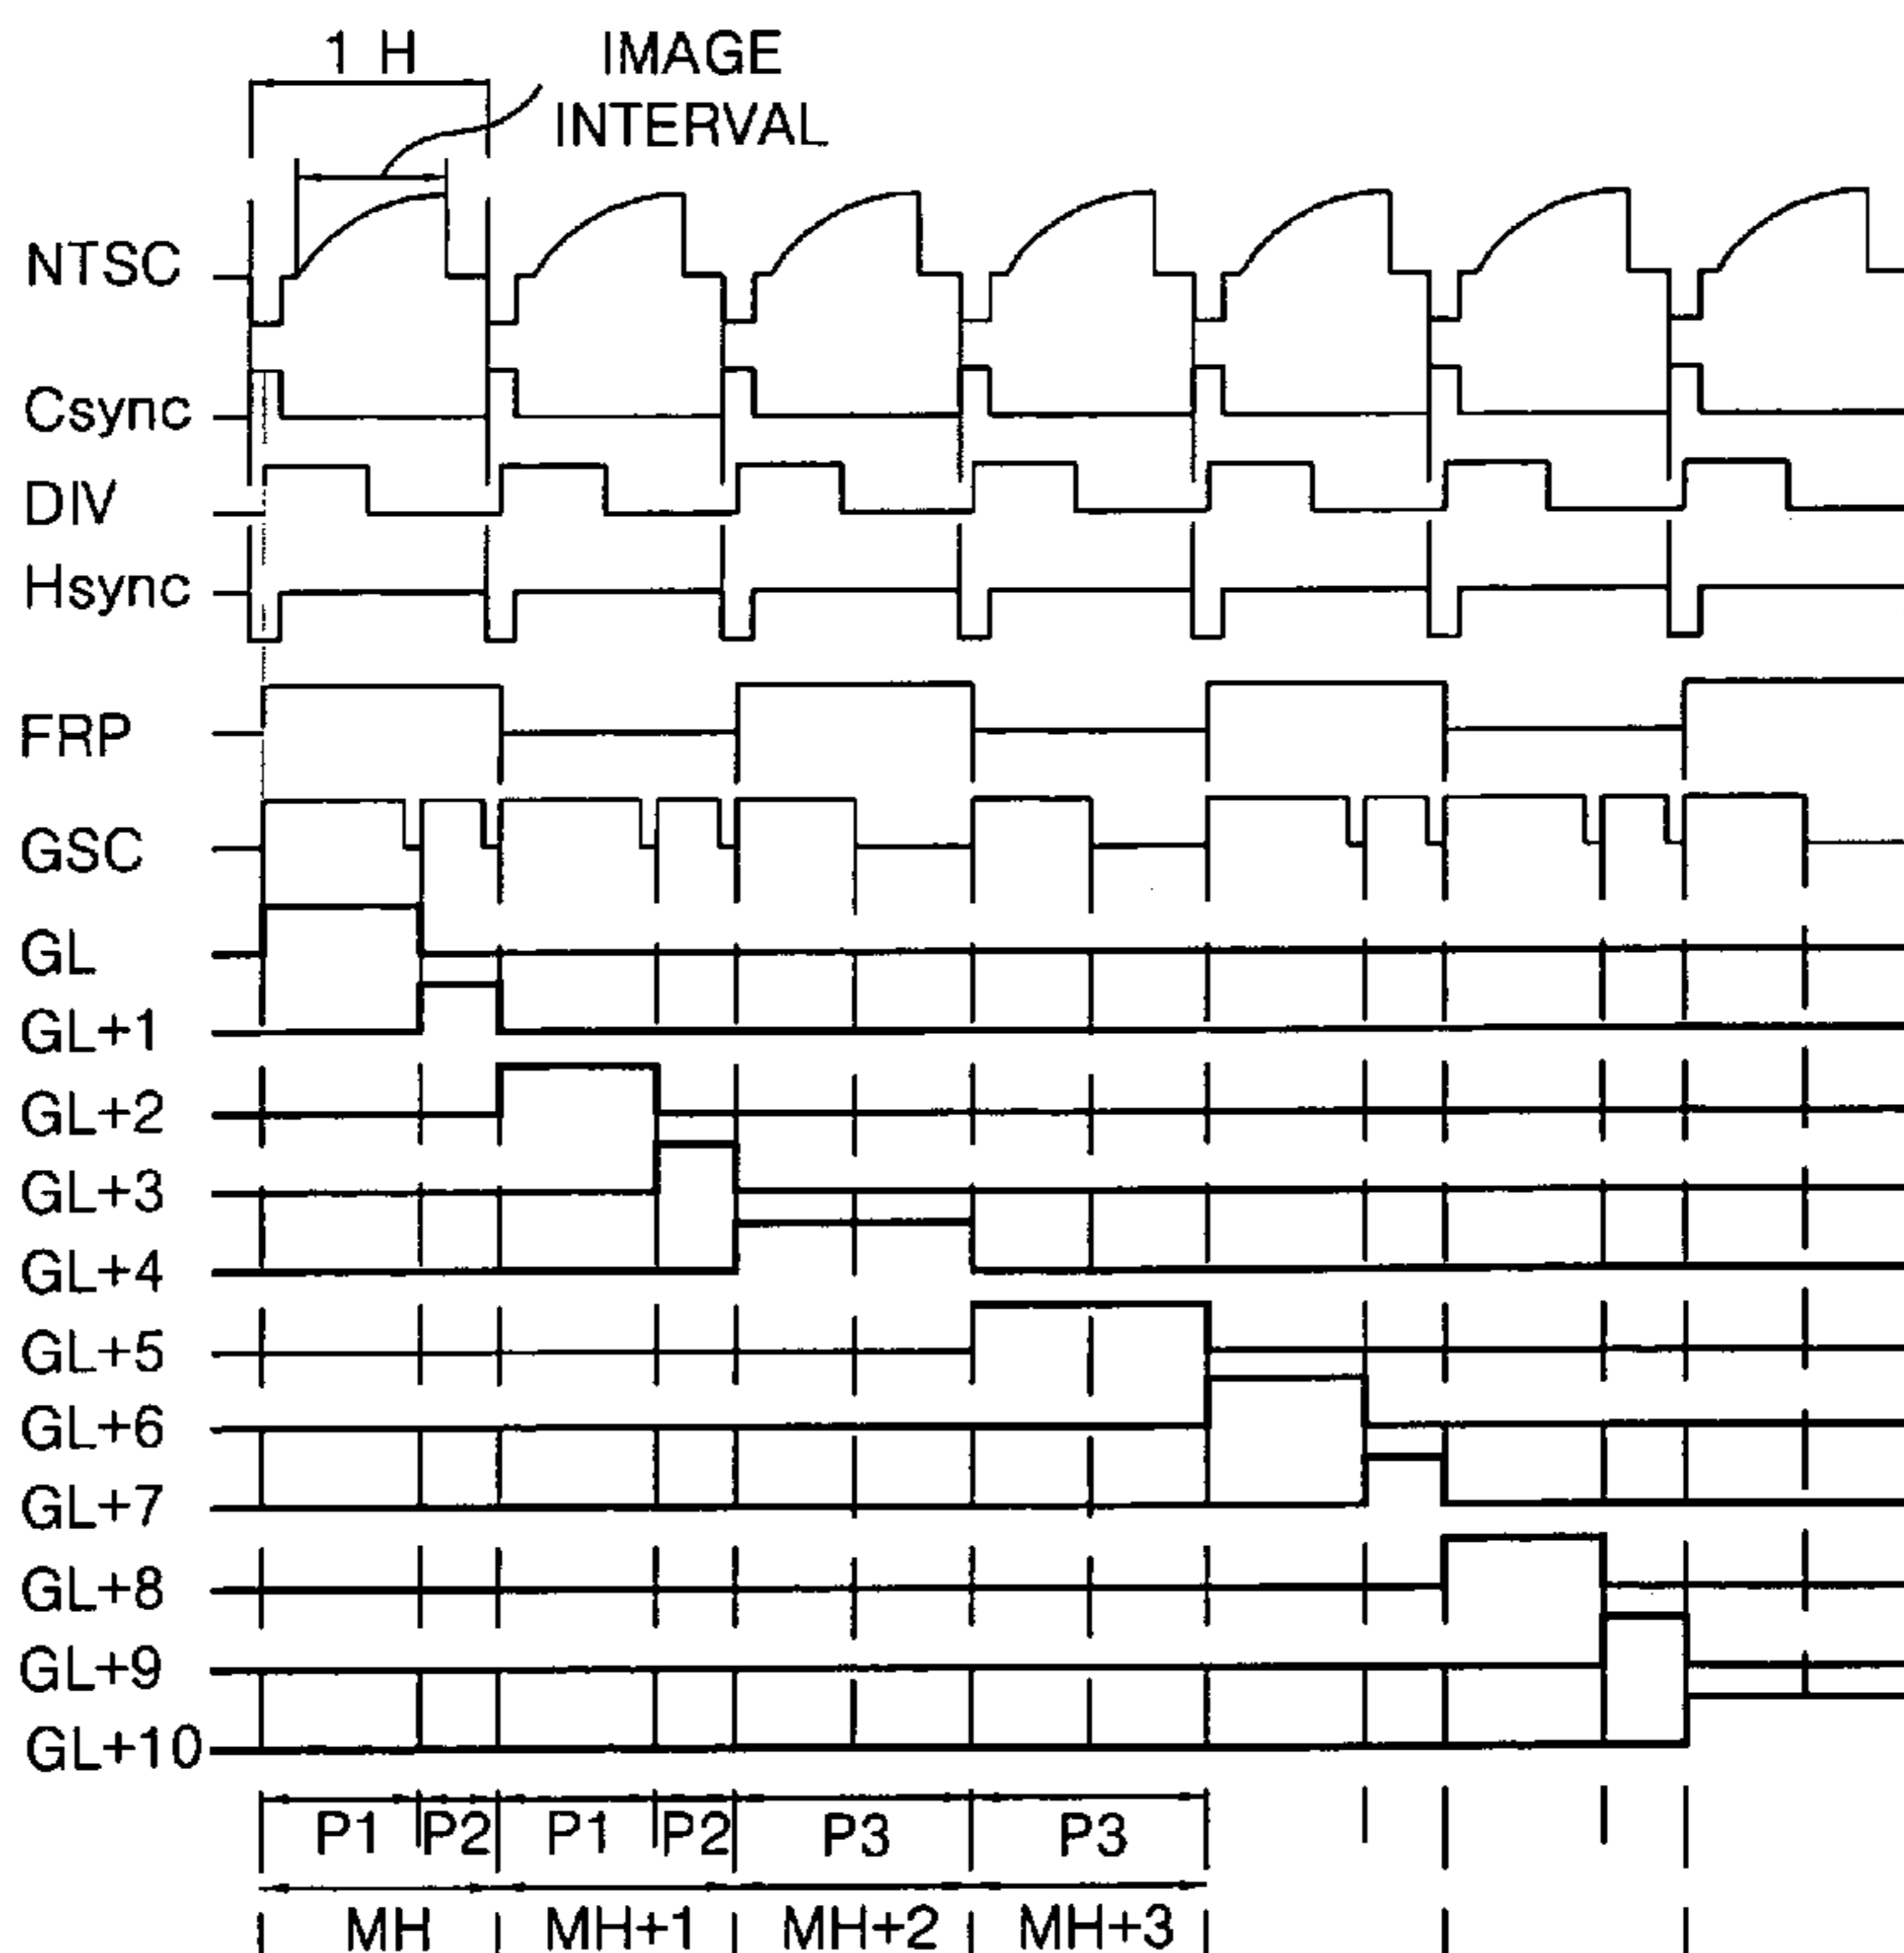 1 H
IMAGE
INTERVAL
NTSC
Csync
DIV
Hsync
FRP
GSC
GL
GL+1
GL+2
GL+3
GL+4
GL+5
GL+6
GL+7
GL+8
GL+9
GL+10
P1 P2 P1 P2 P3 P3
MH MH+1 MH+2 MH+3